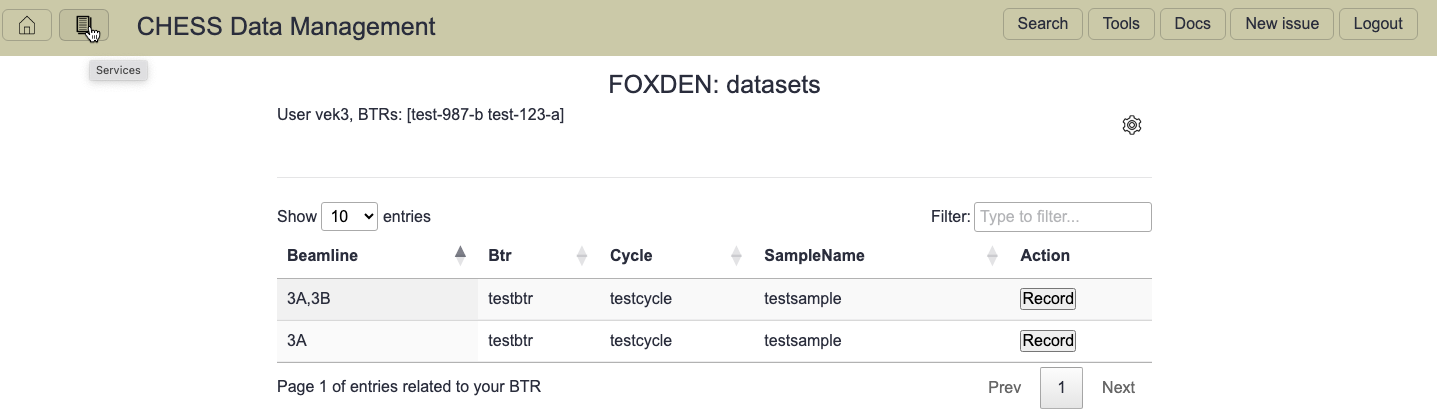 CHESS Data Management Search Tools Docs New issue Logout
Services
FOXDEN: datasets
User vek3, BTRs: [test-987-b test-123-a]
Show 10 entries Filter: Type to filter...
Beamline Btr Cycle SampleName Action
3A,3B testbtr testcycle testsample Record
3A testbtr testcycle testsample Record
Page 1 of entries related to your BTR Prev 1 Next